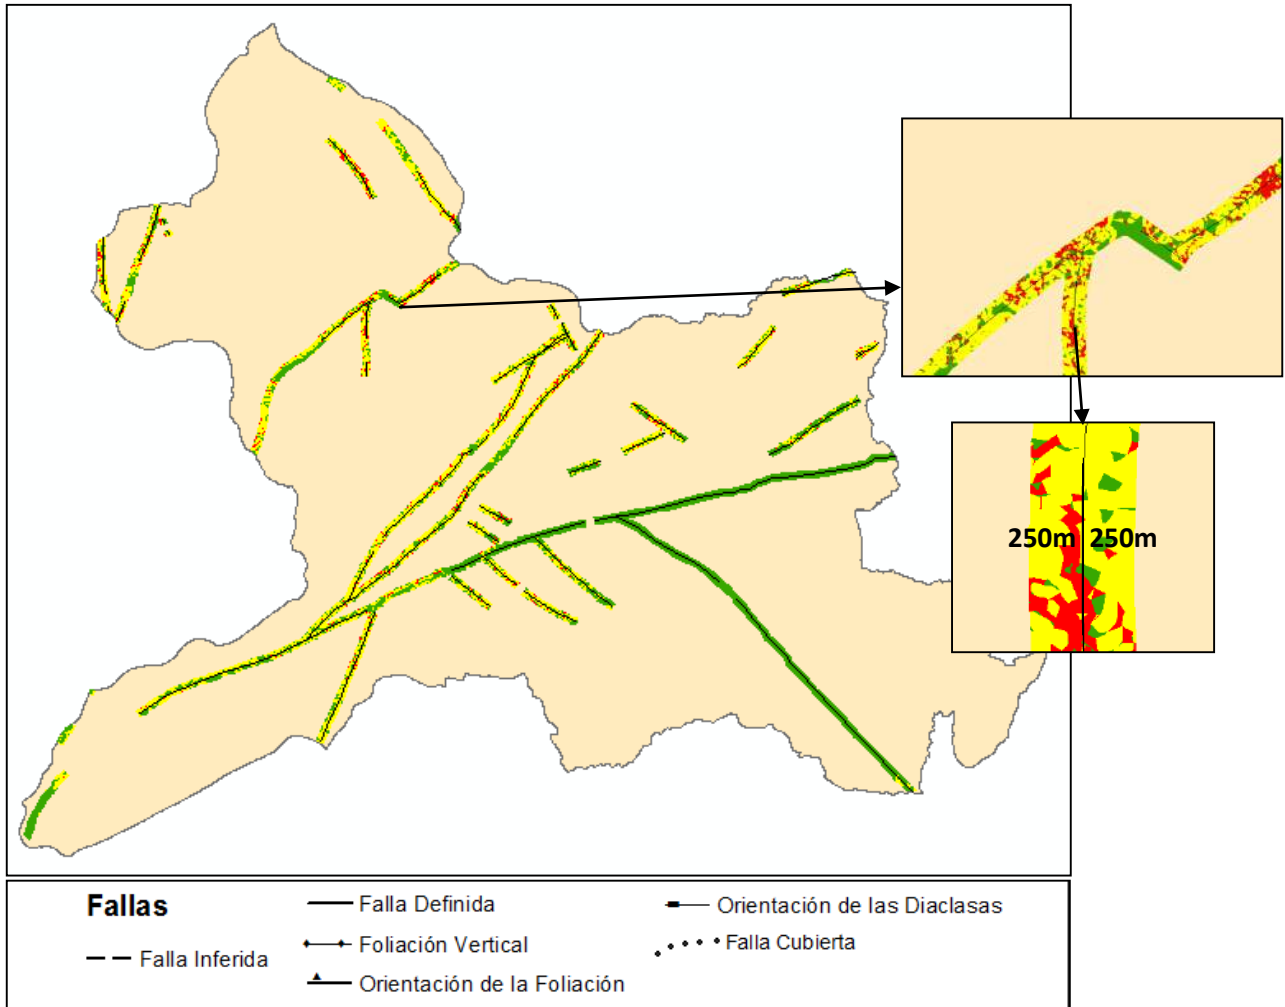 250m 250m
Fallas
Falla Definida
Orientación de las Diaclasas
Foliación Vertical
Falla Cubierta
Falla Inferida
Orientación de la Foliación